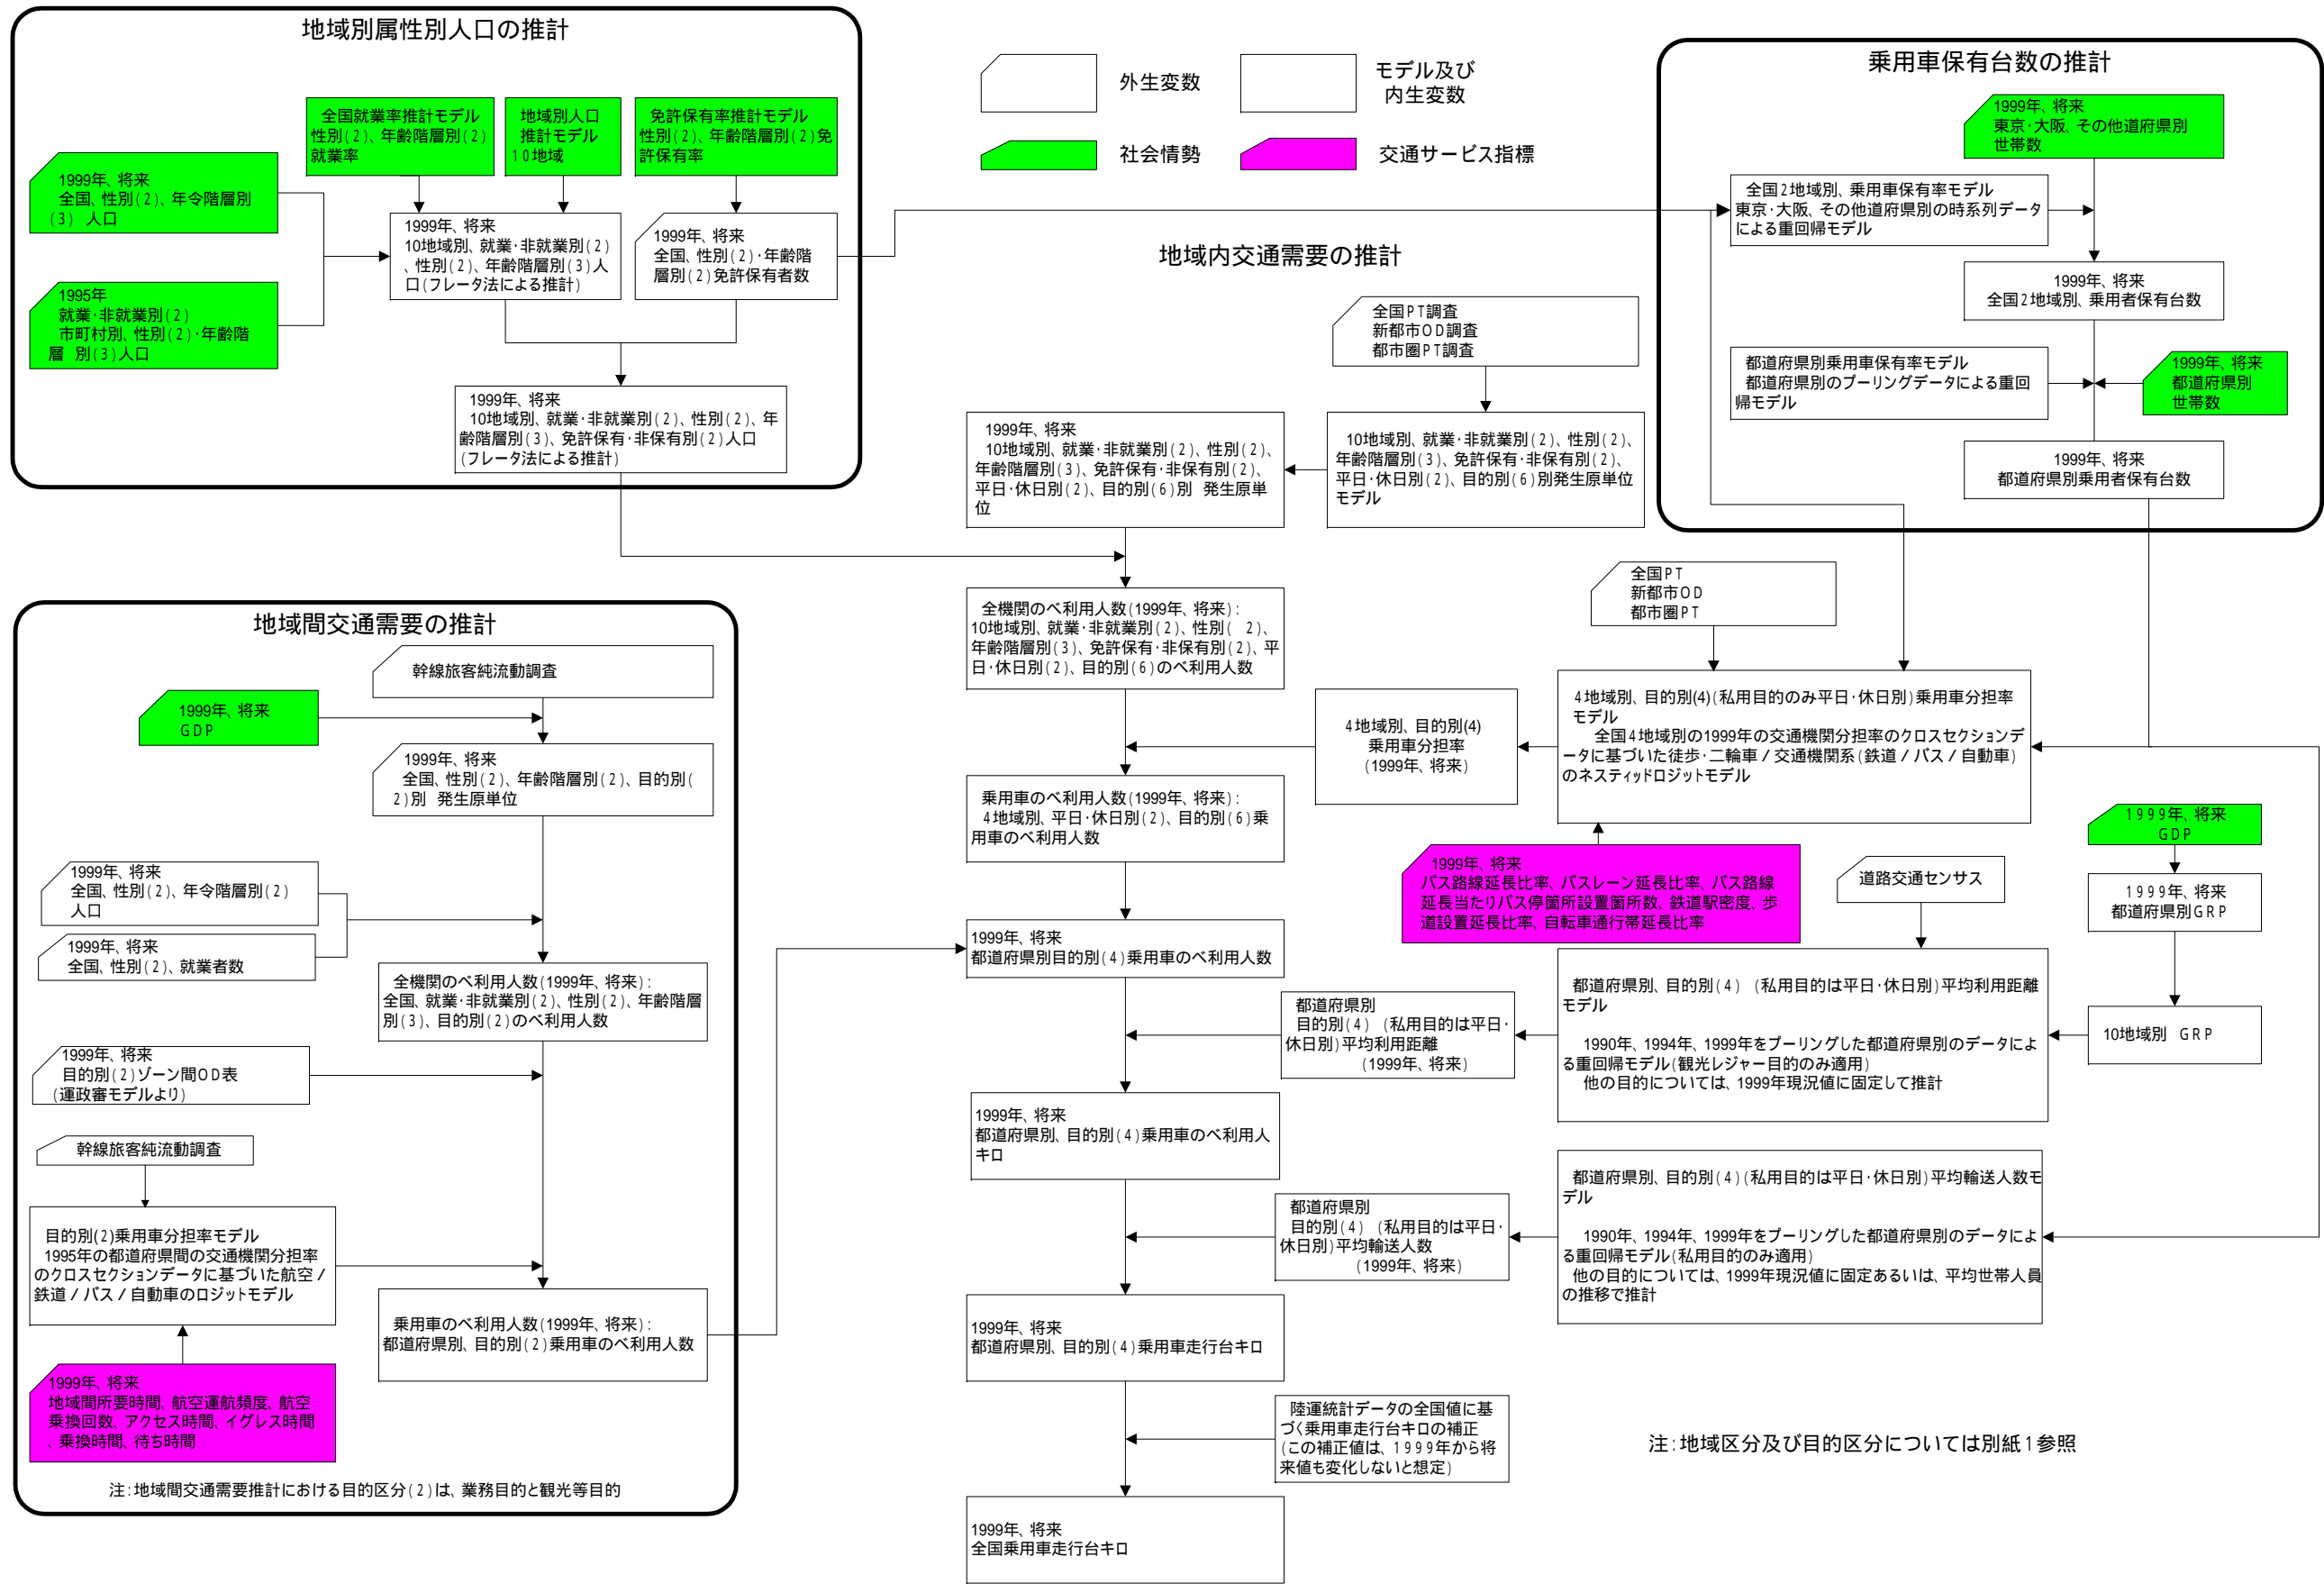 地域別属性別人口の推計
全国就業率推計モデル
性別(2)、年齢階層別(2)
就業率
地域別人口
推計モデル
10地域
免許保有率推計モデル
性別(2)、年齢階層別(2)免
許保有率
1999年、将来
全国、性別(2)、年令階層別
(3) 人口
1995年
就業・非就業別(2)
市町村別、性別(2)・年齢階
層 別(3)人口
1999年、将来
10地域別、就業・非就業別(2)
、性別(2)、年齢階層別(3)人
口(フレータ法による推計)
1999年、将来
全国、性別(2)・年齢階
層別(2)免許保有者数
1999年、将来
10地域別、就業・非就業別(2)、性別(2)、年
齢階層別(3)、免許保有・非保有別(2)人口
(フレータ法による推計)
外生変数
モデル及び
内生変数
社会情勢
交通サービス指標
乗用車保有台数の推計
1999年、将来
東京・大阪、その他道府県別
世帯数
全国2地域別、乗用車保有率モデル
東京・大阪、その他道府県別の時系列データ
による重回帰モデル
1999年、将来
全国2地域別、乗用者保有台数
都道府県別乗用車保有率モデル
都道府県別のプーリングデータによる重回
帰モデル
1999年、将来
都道府県別
世帯数
1999年、将来
都道府県別乗用者保有台数
地域内交通需要の推計
全国PT調査
新都市OD調査
都市圏PT調査
1999年、将来
10地域別、就業・非就業別(2)、性別(2)、
年齢階層別(3)、免許保有・非保有別(2)、
平日・休日別(2)、目的別(6)別 発生原単
位
10地域別、就業・非就業別(2)、性別(2)、
年齢階層別(3)、免許保有・非保有別(2)、
平日・休日別(2)、目的別(6)別発生原単位
モデル
全機関のべ利用人数(1999年、将来):
10地域別、就業・非就業別(2)、性別( 2)、
年齢階層別(3)、免許保有・非保有別(2)、平
日・休日別(2)、目的別(6)のべ利用人数
全国PT
新都市OD
都市圏PT
4地域別、目的別(4)
乗用車分担率
(1999年、将来)
4地域別、目的別(4)(私用目的のみ平日・休日別)乗用車分担率
モデル
全国4地域別の1999年の交通機関分担率のクロスセクションデ
ータに基づいた徒歩・二輪車/交通機関系(鉄道/バス/自動車)
のネスティッドロジットモデル
乗用車のべ利用人数(1999年、将来):
4地域別、平日・休日別(2)、目的別(6)乗
用車のべ利用人数
1999年、将来
バス路線延長比率、バスレーン延長比率、バス路線
延長当たりバス停箇所設置箇所数、鉄道駅密度、歩
道設置延長比率、自転車通行帯延長比率
道路交通センサス
1999年、将来
GDP
1999年、将来
都道府県別GRP
10地域別 GRP
1999年、将来
都道府県別目的別(4)乗用車のべ利用人数
都道府県別
目的別(4) (私用目的は平日・
休日別)平均利用距離
(1999年、将来)
都道府県別、目的別(4) (私用目的は平日・休日別)平均利用距離
モデル
1990年、1994年、1999年をプーリングした都道府県別のデータによ
る重回帰モデル(観光レジャー目的のみ適用)
他の目的については、1999年現況値に固定して推計
1999年、将来
都道府県別、目的別(4)乗用車のべ利用人
キロ
都道府県別
目的別(4) (私用目的は平日・
休日別)平均輸送人数
(1999年、将来)
都道府県別、目的別(4)(私用目的は平日・休日別)平均輸送人数モ
デル
1990年、1994年、1999年をプーリングした都道府県別のデータによ
る重回帰モデル(私用目的のみ適用)
他の目的については、1999年現況値に固定あるいは、平均世帯人員
の推移で推計
1999年、将来
都道府県別、目的別(4)乗用車走行台キロ
陸運統計データの全国値に基
づく乗用車走行台キロの補正
(この補正値は、1999年から将
来値も変化しないと想定)
1999年、将来
全国乗用車走行台キロ
注:地域区分及び目的区分については別紙1参照
地域間交通需要の推計
幹線旅客純流動調査
1999年、将来
GDP
1999年、将来
全国、性別(2)、年齢階層別(2)、目的別(
2)別 発生原単位
1999年、将来
全国、性別(2)、年令階層別(2)
人口
1999年、将来
全国、性別(2)、就業者数
全機関のべ利用人数(1999年、将来):
全国、就業・非就業別(2)、性別(2)、年齢階層
別(3)、目的別(2)のべ利用人数
1999年、将来
目的別(2)ゾーン間OD表
(運政審モデルより)
幹線旅客純流動調査
目的別(2)乗用車分担率モデル
1995年の都道府県間の交通機関分担率
のクロスセクションデータに基づいた航空/
鉄道/バス/自動車のロジットモデル
乗用車のべ利用人数(1999年、将来):
都道府県別、目的別(2)乗用車のべ利用人数
1999年、将来
地域間所要時間、航空運航頻度、航空
乗換回数、アクセス時間、イグレス時間
、乗換時間、待ち時間
注:地域間交通需要推計における目的区分(2)は、業務目的と観光等目的